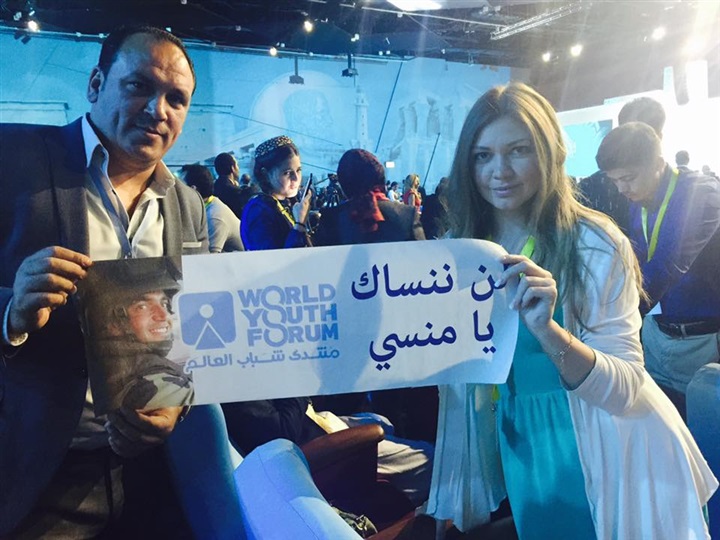 WORLD
YOUTH
FORUM
منتدى شباب العالم
ن ننساك
يا منسي